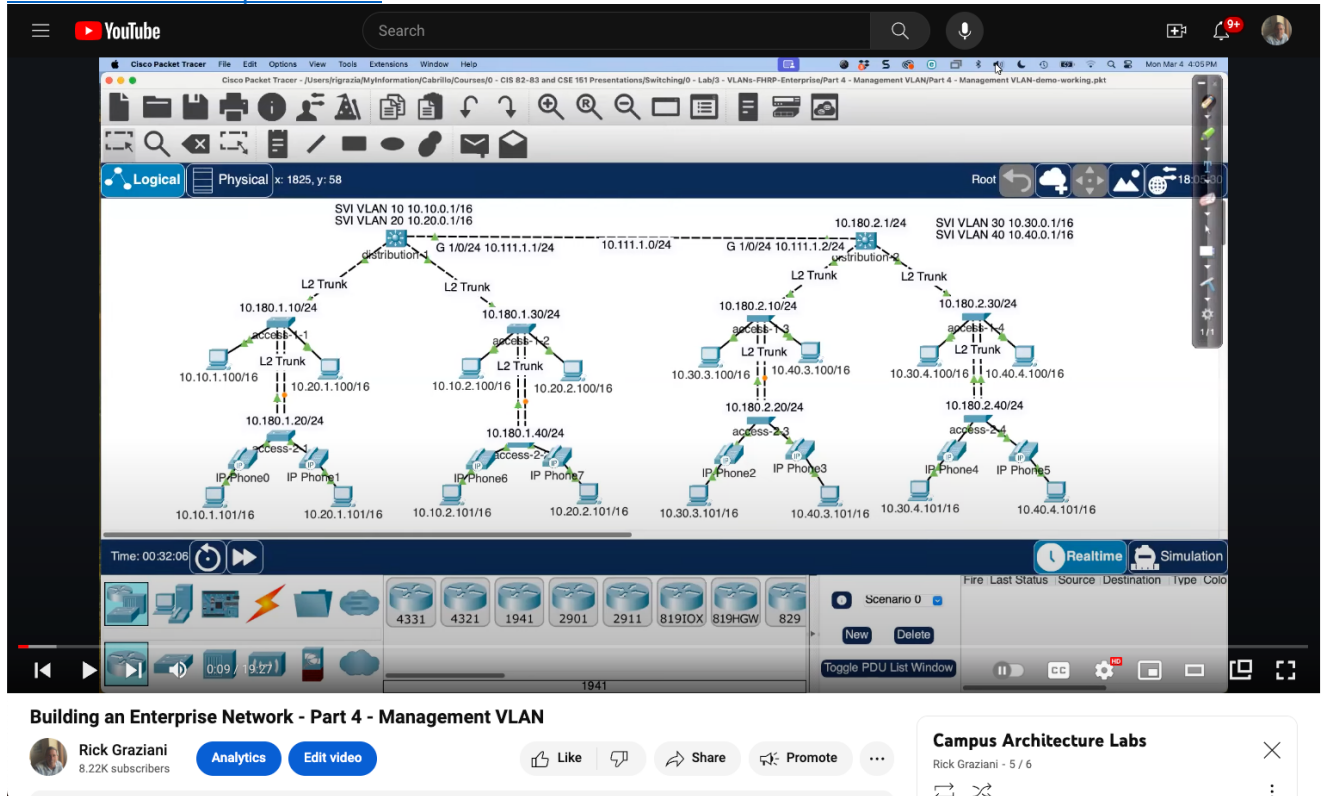 YouTube
Search
9+
Cisco Packet Tracer File Edit Options View Tools Extensions Window Help
Mon Mar 4 4:05 PM
Cisco Packet Tracer - /Users/rigrazia/MyInformation/Cabrillo/Courses/0 - CIS 82-83 and CSE 151 Presentations/Switching/0 - Lab/3 - VLANs-FHRP-Enterprise/Part 4 - Management VLAN/Part 4 - Management VLAN-demo-working.pkt
Logical
Physical
x: 1825, y: 58
Root
18:05:30
SVI VLAN 10 10.10.0.1/16
SVI VLAN 20 10.20.0.1/16
10.180.2.1/24
SVI VLAN 30 10.30.0.1/16
SVI VLAN 40 10.40.0.1/16
distribution-1
G 1/0/24 10.111.1.1/24
10.111.1.0/24
G 1/0/24 10.111.1.2/24
distribution-2
L2 Trunk
L2 Trunk
L2 Trunk
L2 Trunk
10.180.1.10/24
10.180.1.30/24
10.180.2.10/24
10.180.2.30/24
access-1-1
access-1-2
access-1-3
access-1-4
L2 Trunk
L2 Trunk
L2 Trunk
L2 Trunk
10.10.1.100/16
10.20.1.100/16
10.10.2.100/16
10.20.2.100/16
10.30.3.100/16
10.40.3.100/16
10.30.4.100/16
10.40.4.100/16
10.180.1.20/24
10.180.1.40/24
10.180.2.20/24
10.180.2.40/24
access-2-1
access-2-
access-2-3
access-2-4
IP Phone0
IP Phone1
IP Phone6
IP Phone7
IP Phone2
IP Phone3
IP Phone4
IP Phone5
10.10.1.101/16
10.20.1.101/16
10.10.2.101/16
10.20.2.101/16
10.30.3.101/16
10.40.3.101/16
10.30.4.101/16
10.40.4.101/16
1/1
Time: 00:32:06
Realtime
Simulation
4331
4321
1941
2901
2911
819IOX
819HGW
829
Scenario 0
New
Delete
Toggle PDU List Window
Fire Last Status Source Destination Type Colo
1941
0:09 / 19:27
CC
HD
Building an Enterprise Network - Part 4 - Management VLAN
Rick Graziani
8.22K subscribers
Analytics
Edit video
Like
Share
Promote
Campus Architecture Labs
Rick Graziani - 5 / 6